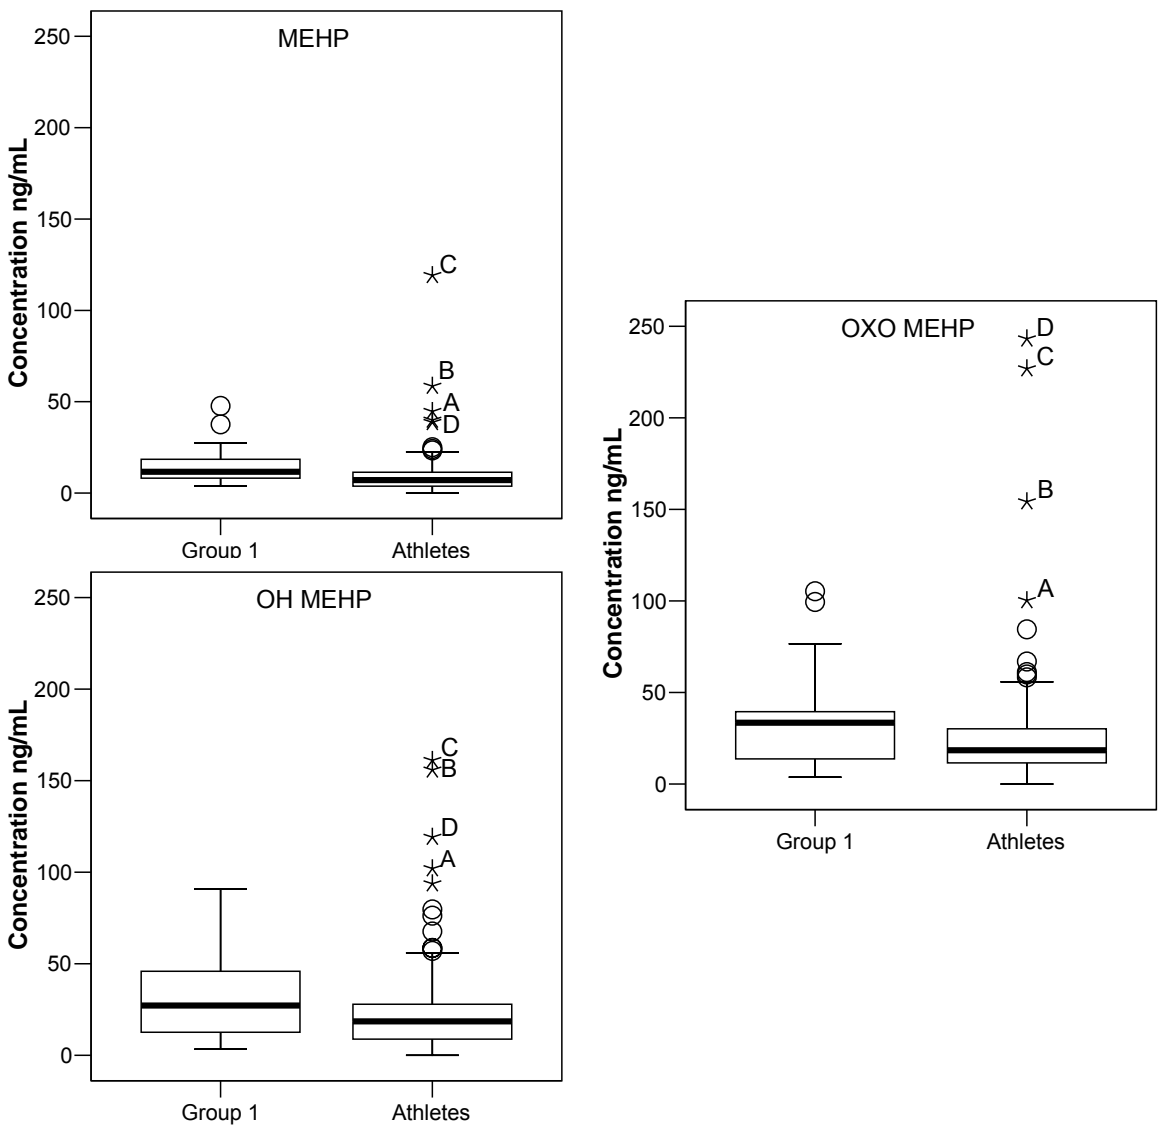 MEHP
Concentration ng/mL
250
200
150
100
50
0
C
B
A
D
Group 1
Athletes
OH MEHP
Concentration ng/mL
250
200
150
100
50
0
C
B
D
A
Group 1
Athletes
OXO MEHP
Concentration ng/mL
250
200
150
100
50
0
D
C
B
A
Group 1
Athletes